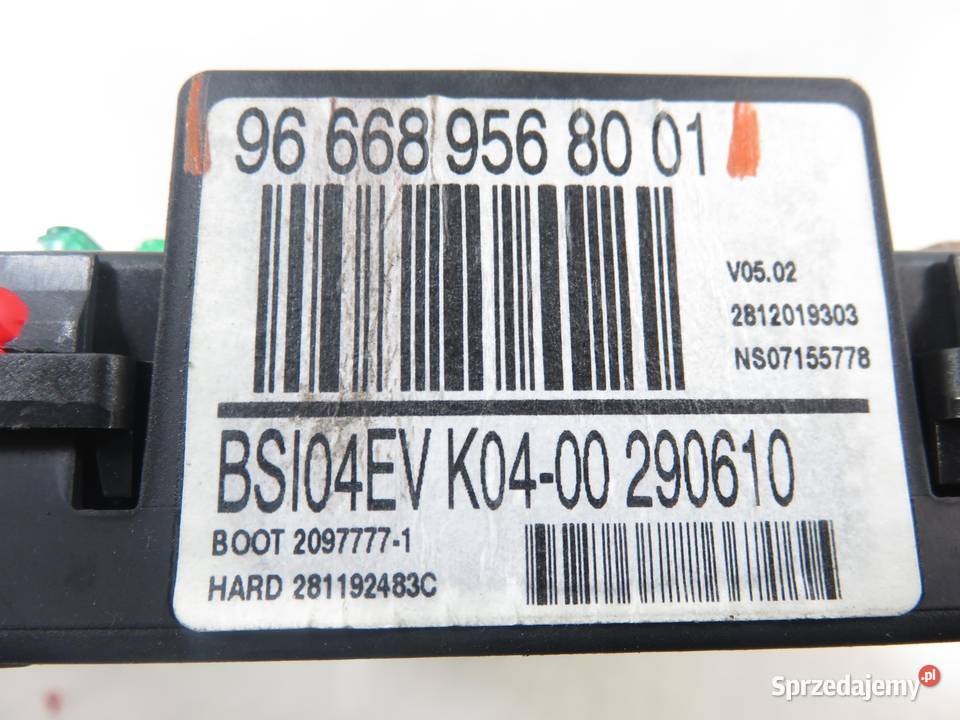 96 668 956 80 01
V05.02
2812019303
NS07155778
BSI04EV K04-00 290610
BOOT 2097777-1
HARD 281192483C
Sprzedajemy.pl